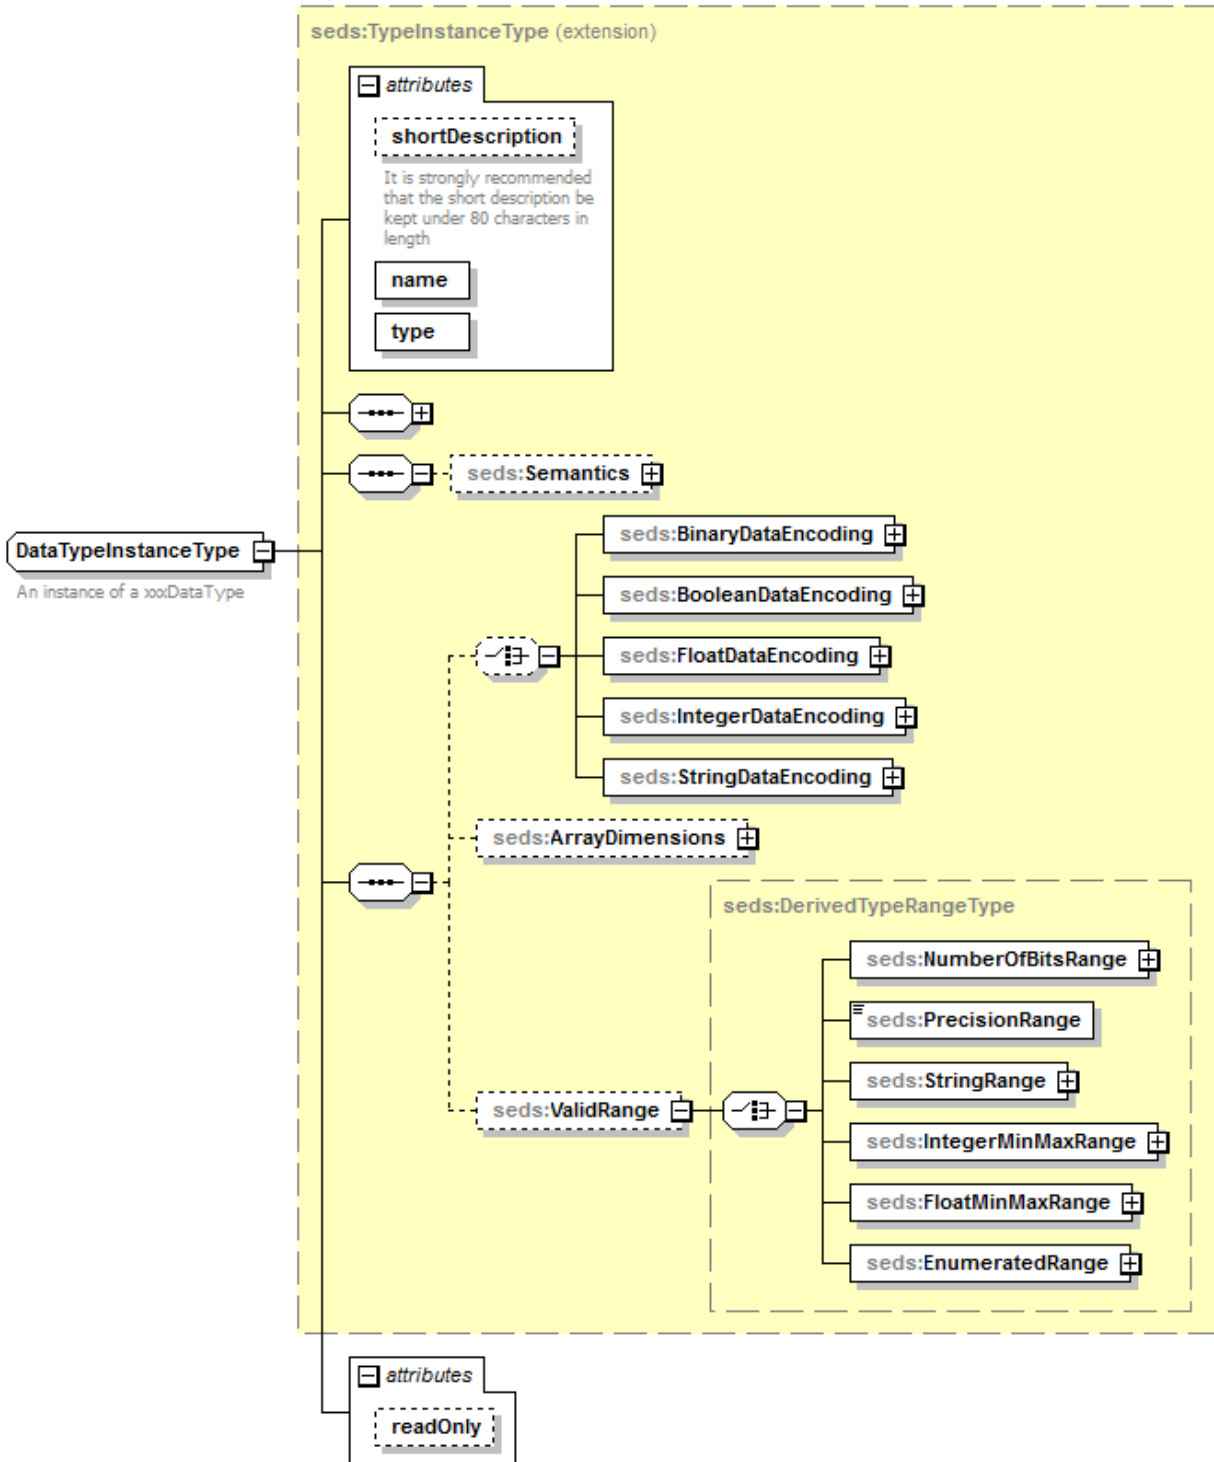 seds:TypeInstanceType (extension)
attributes
shortDescription
It is strongly recommended
that the short description be
kept under 80 characters in
length
name
type
seds:Semantics
DataTypeInstanceType
An instance of a xxxDataType
seds:BinaryDataEncoding
seds:BooleanDataEncoding
seds:FloatDataEncoding
seds:IntegerDataEncoding
seds:StringDataEncoding
seds:ArrayDimensions
seds:DerivedTypeRangeType
seds:NumberOfBitsRange
seds:PrecisionRange
seds:StringRange
seds:ValidRange
seds:IntegerMinMaxRange
seds:FloatMinMaxRange
seds:EnumeratedRange
attributes
readOnly